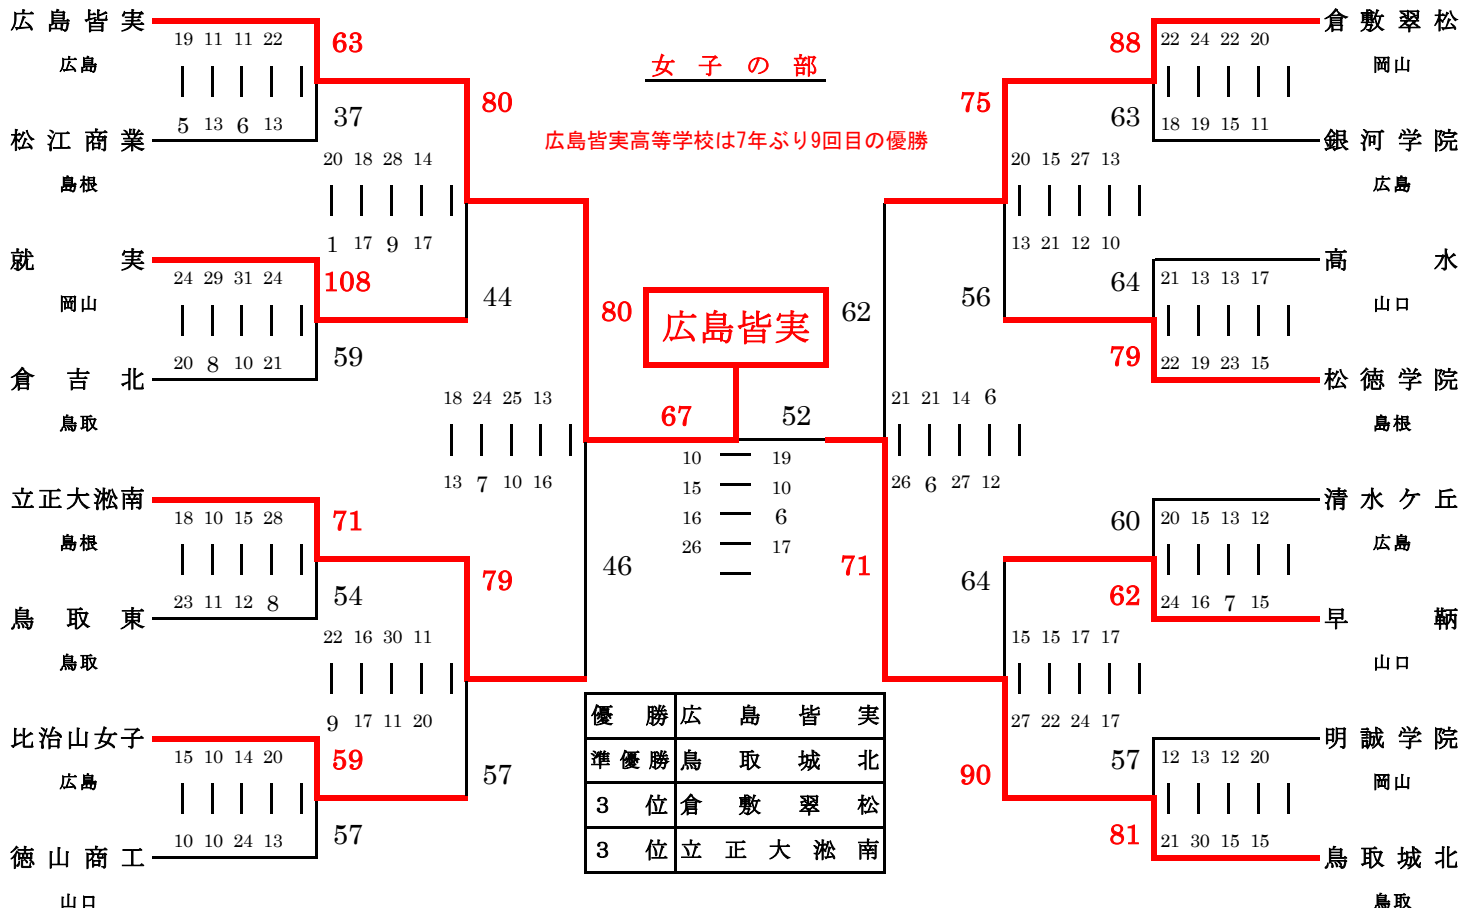 女子の部
広島皆実高等学校は7年ぶり9回目の優勝
広島皆実
広島
19 11 11 22
63
5 13 6 13
37
松江商業
島根
80
20 18 28 14
1 17 9 17
44
就実
岡山
24 29 31 24
108
20 8 10 21
59
倉吉北
鳥取
80
18 24 25 13
13 7 10 16
46
立正大淞南
島根
18 10 15 28
71
23 11 12 8
54
鳥取東
鳥取
79
22 16 30 11
9 17 11 20
57
比治山女子
広島
15 10 14 20
59
10 10 24 13
57
徳山商工
山口
広島皆実
67 52
10 19
15 10
16 6
26 17
倉敷翠松
岡山
88
22 24 22 20
63
18 19 15 11
銀河学院
広島
75
20 15 27 13
13 21 12 10
56
高水
山口
64
21 13 13 17
79
22 19 23 15
松徳学院
島根
62
21 21 14 6
26 6 27 12
71
清水ケ丘
広島
60
20 15 13 12
62
24 16 7 15
早鞆
山口
64
15 15 17 17
27 22 24 17
90
明誠学院
岡山
57
12 13 12 20
81
21 30 15 15
鳥取城北
鳥取
優勝 広島皆実
準優勝 鳥取城北
3位 倉敷翠松
3位 立正大淞南